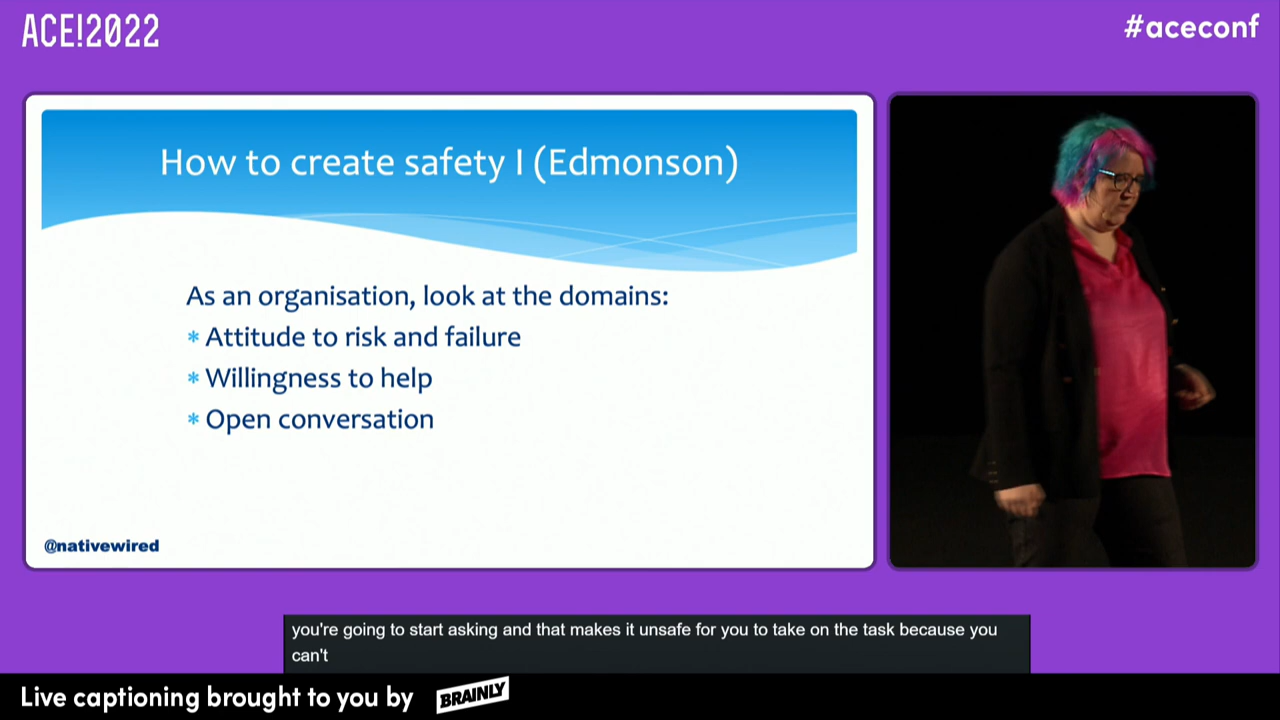 ACE!2022
#aceconf
How to create safety I (Edmonson)
As an organisation, look at the domains:
* Attitude to risk and failure
* Willingness to help
* Open conversation
@nativewired
you're going to start asking and that makes it unsafe for you to take on the task because you
can't
Live captioning brought to you by BRAINLY